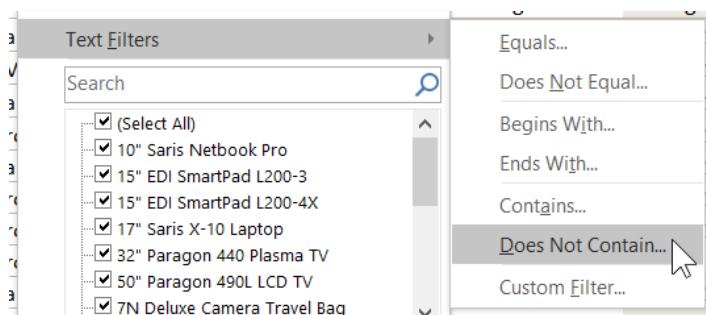 Text Filters
Search
(Select All)
10" Saris Netbook Pro
15" EDI SmartPad L200-3
15" EDI SmartPad L200-4X
17" Saris X-10 Laptop
32" Paragon 440 Plasma TV
50" Paragon 490L LCD TV
7N Deluxe Camera Travel Bag
Equals...
Does Not Equal...
Begins With...
Ends With...
Contains...
Does Not Contain...
Custom Filter...